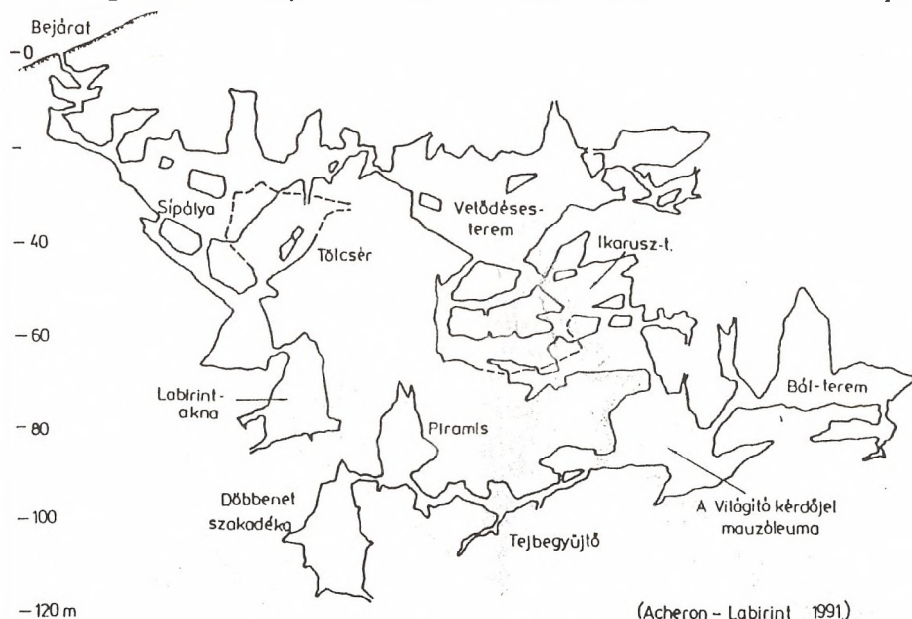 Bejárat
-0
-
Sípálya
Vetődéses-
terem
-40
Tölcsér
Ikarusz-t.
-60
Labirint-
akna
Bál-terem
-80
Piramis
Döbbenet
szakadéka
-100
Tejbegyűjtő
A Világító kérdőjel
mauzóleuma
-120 m
(Acheron - Labirint 1991.)